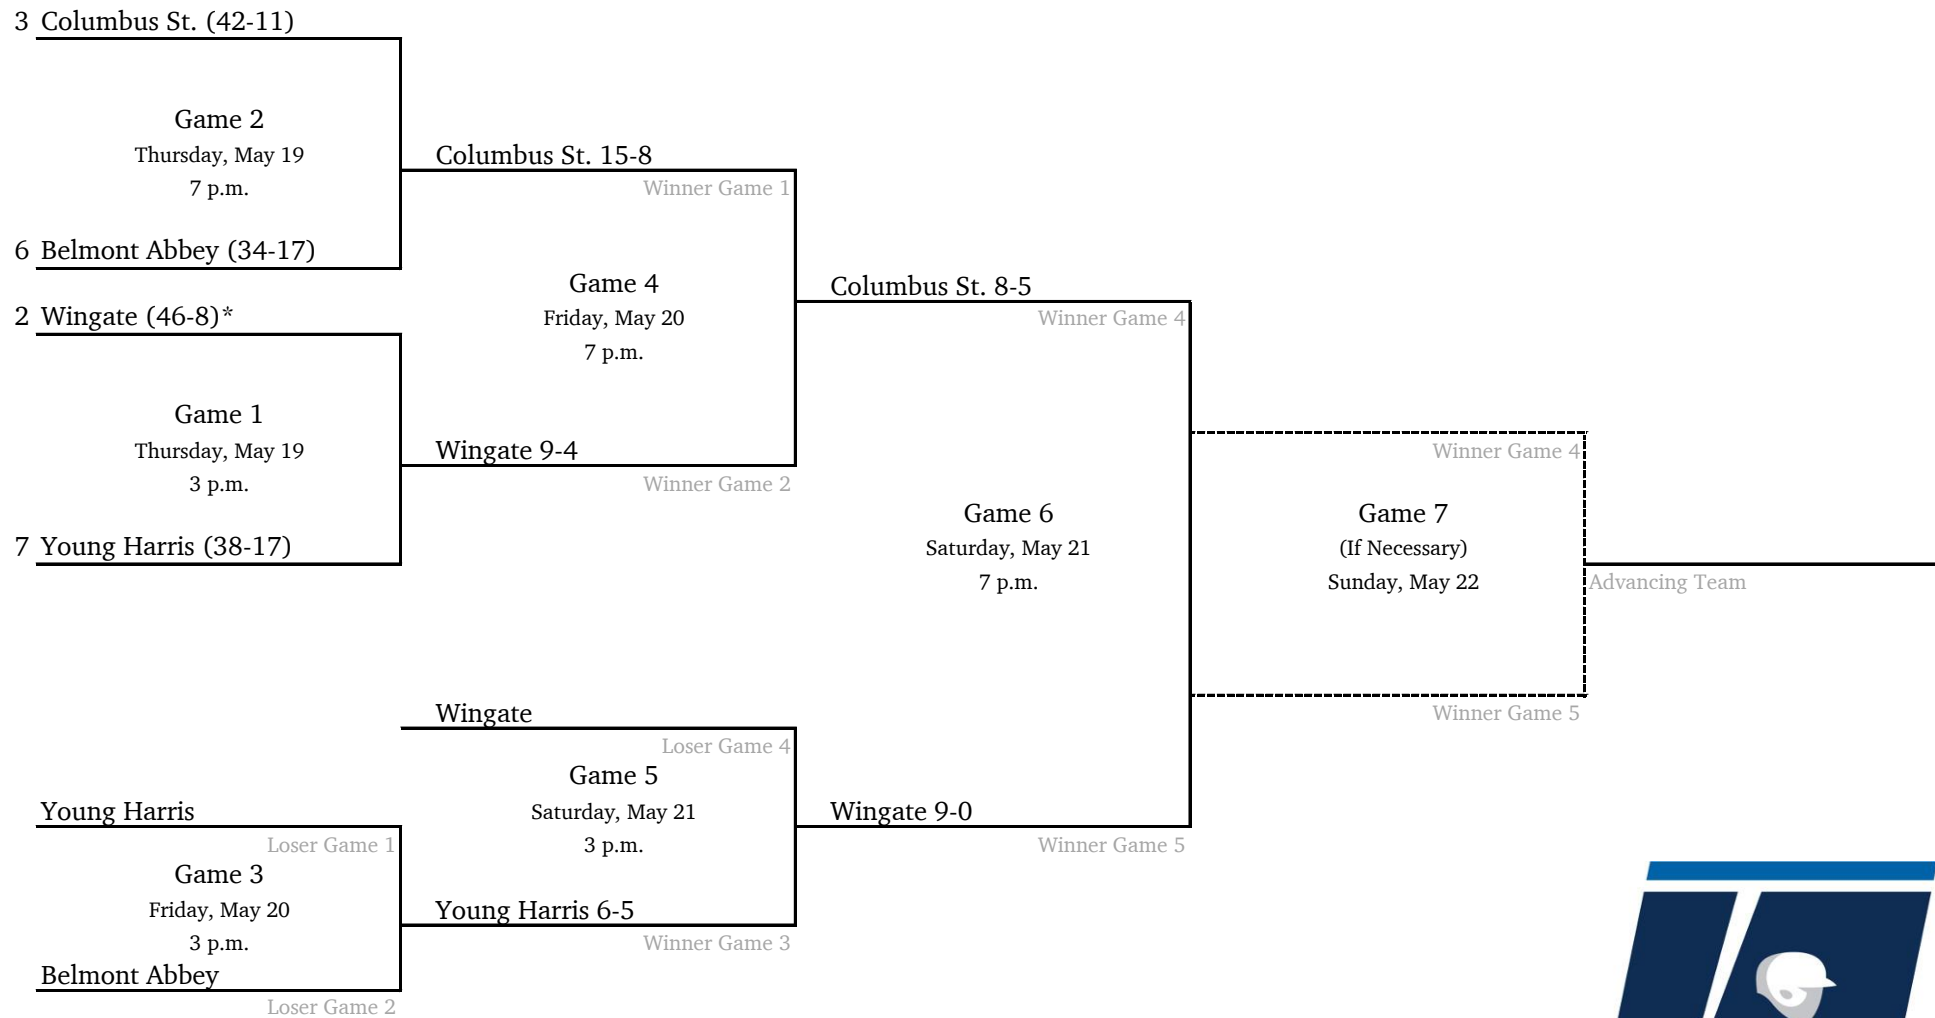 3 Columbus St. (42-11)
Game 2
Thursday, May 19
7 p.m.
6 Belmont Abbey (34-17)
Columbus St. 15-8
Winner Game 1
2 Wingate (46-8)*
Game 1
Thursday, May 19
3 p.m.
7 Young Harris (38-17)
Wingate 9-4
Winner Game 2
Game 4
Friday, May 20
7 p.m.
Columbus St. 8-5
Winner Game 4
Game 6
Saturday, May 21
7 p.m.
Winner Game 4
Game 7
(If Necessary)
Sunday, May 22
Advancing Team
Winner Game 5
Wingate
Loser Game 4
Game 5
Saturday, May 21
3 p.m.
Wingate 9-0
Winner Game 5
Young Harris
Loser Game 1
Game 3
Friday, May 20
3 p.m.
Young Harris 6-5
Winner Game 3
Belmont Abbey
Loser Game 2